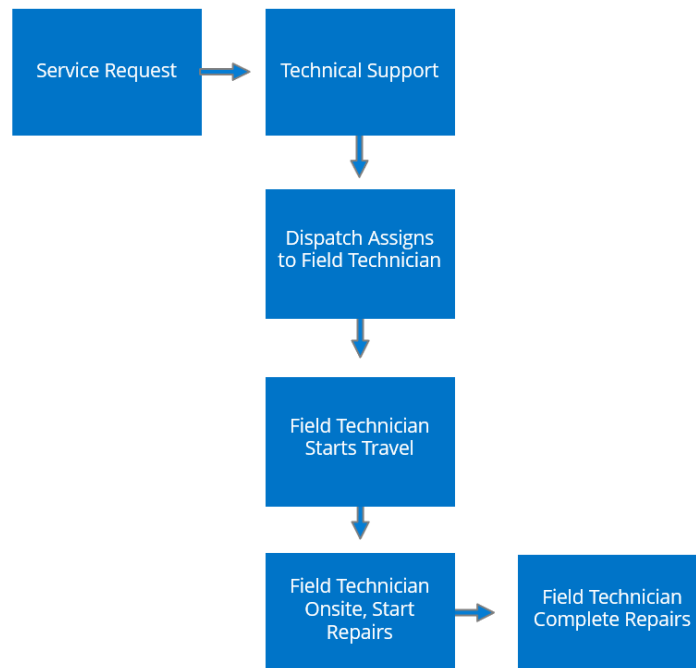 Service Request
Technical Support
Dispatch Assigns
to Field Technician
Field Technician
Starts Travel
Field Technician
Onsite, Start
Repairs
Field Technician
Complete Repairs